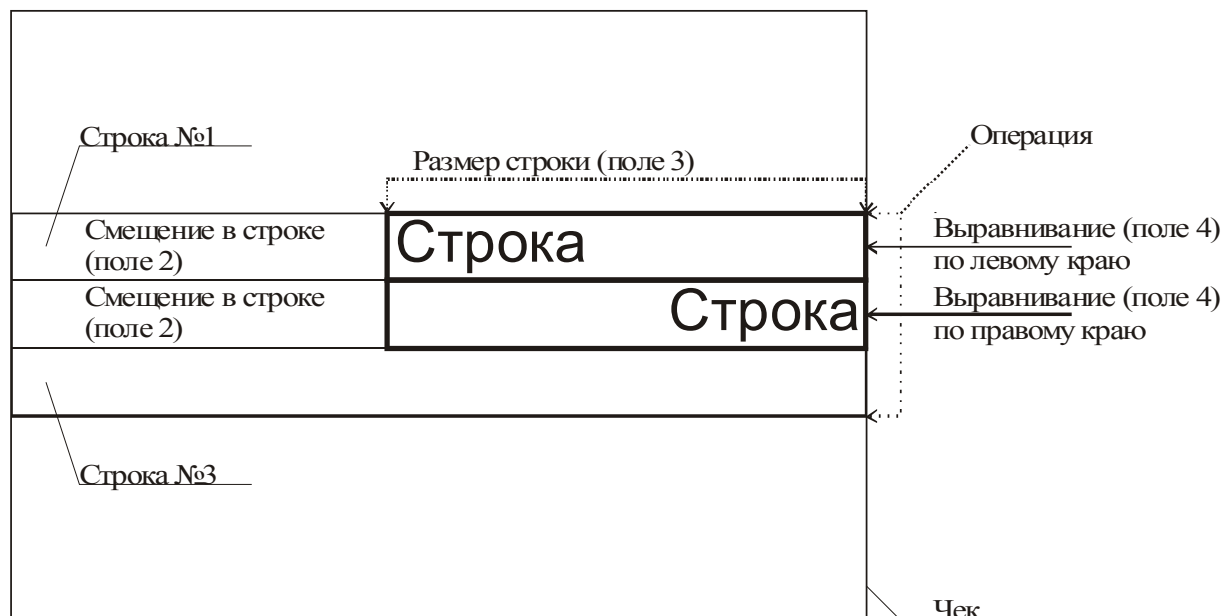 Строка №1
Операция
Размер строки (поле 3)
Смещение в строке
(поле 2)
Строка
Выравнивание (поле 4)
по левому краю
Смещение в строке
(поле 2)
Строка
Выравнивание (поле 4)
по правому краю
Строка №3
Чек